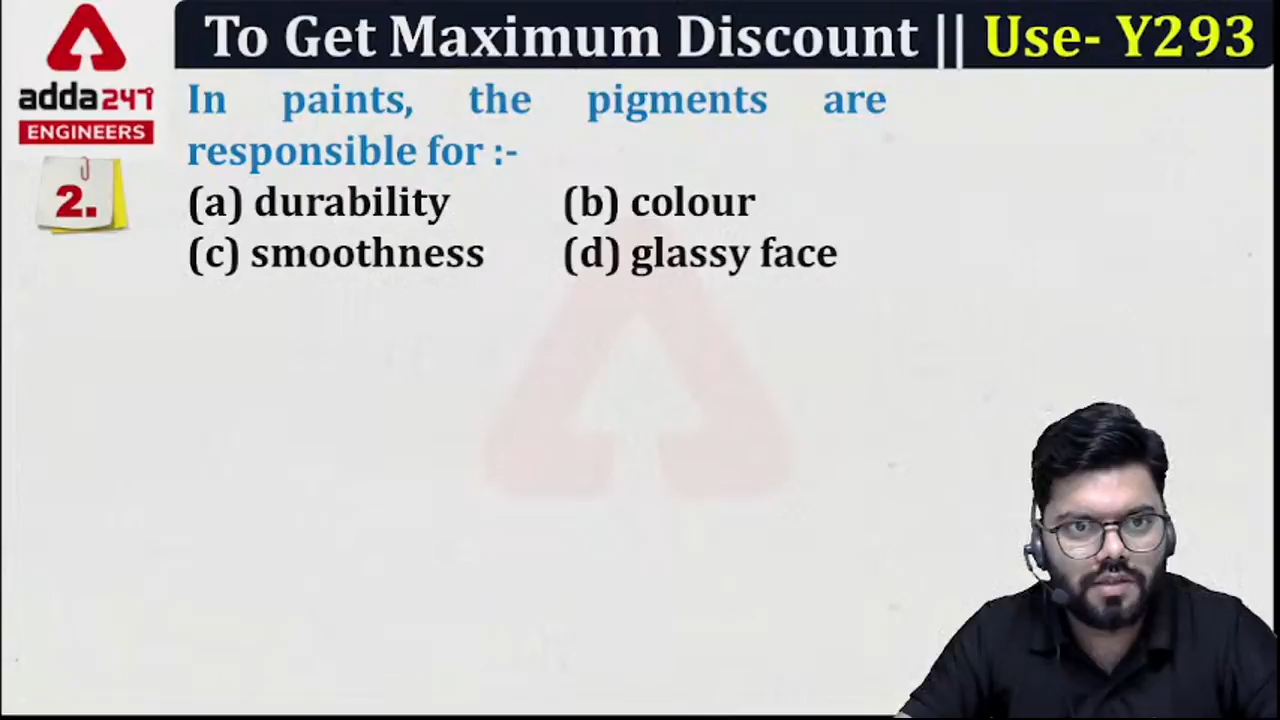 To Get Maximum Discount || Use- Y293
adda247
ENGINEERS
2.
In paints, the pigments are
responsible for :-
(a) durability (b) colour
(c) smoothness (d) glassy face